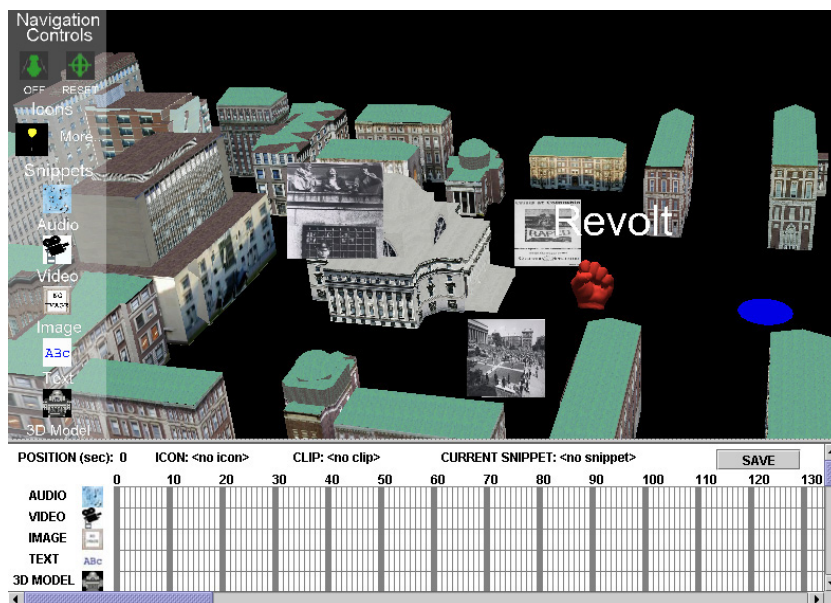 Navigation
Controls
OFF RESET
Icons
More
Snippets
Audio
Video
Image
ABc
Text
3D Model
Revolt
POSITION (sec): 0 ICON: <no icon> CLIP: <no clip> CURRENT SNIPPET: <no snippet> SAVE
0 10 20 30 40 50 60 70 80 90 100 110 120 130
AUDIO
VIDEO
IMAGE
TEXT ABc
3D MODEL